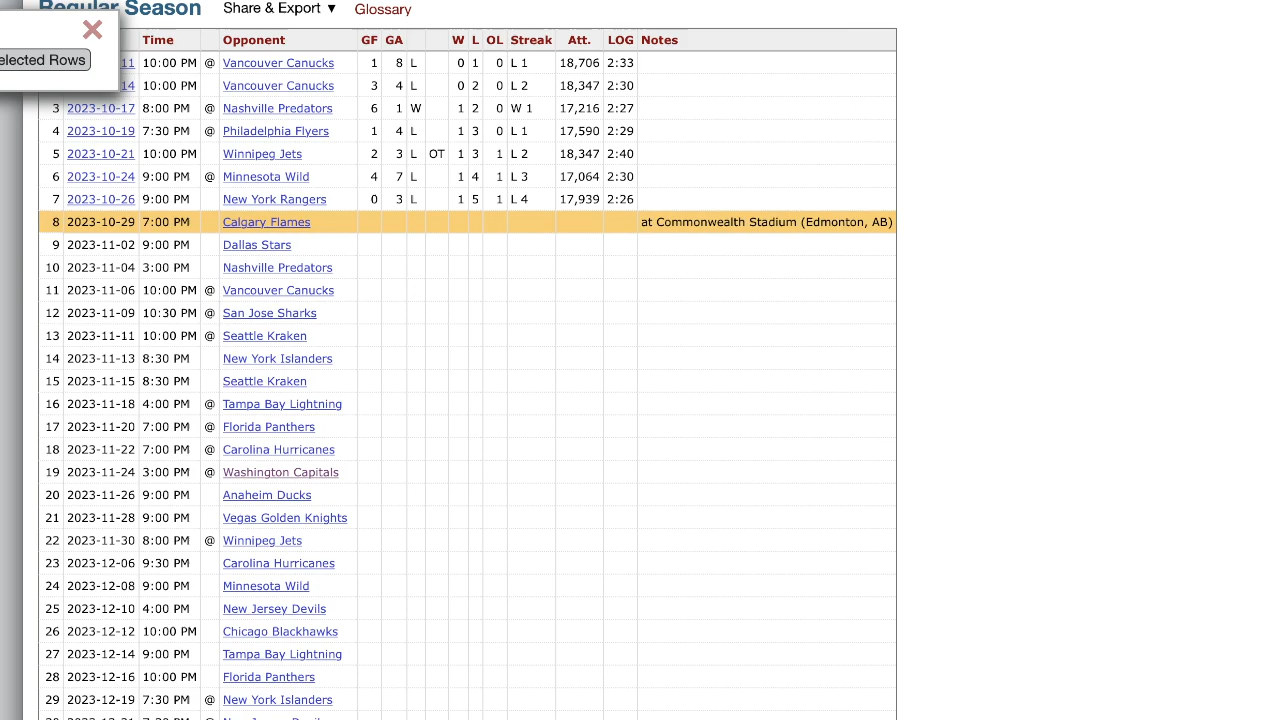 Regular Season Share & Export ▼ Glossary
elected Rows
Time Opponent GF GA W L OL Streak Att. LOG Notes
11 10:00 PM @ Vancouver Canucks 1 8 L 0 1 0 L 1 18,706 2:33
14 10:00 PM Vancouver Canucks 3 4 L 0 2 0 L 2 18,347 2:30
3 2023-10-17 8:00 PM @ Nashville Predators 6 1 W 1 2 0 W 1 17,216 2:27
4 2023-10-19 7:30 PM @ Philadelphia Flyers 1 4 L 1 3 0 L 1 17,590 2:29
5 2023-10-21 10:00 PM Winnipeg Jets 2 3 L OT 1 3 1 L 2 18,347 2:40
6 2023-10-24 9:00 PM @ Minnesota Wild 4 7 L 1 4 1 L 3 17,064 2:30
7 2023-10-26 9:00 PM New York Rangers 0 3 L 1 5 1 L 4 17,939 2:26
8 2023-10-29 7:00 PM Calgary Flames at Commonwealth Stadium (Edmonton, AB)
9 2023-11-02 9:00 PM Dallas Stars
10 2023-11-04 3:00 PM Nashville Predators
11 2023-11-06 10:00 PM @ Vancouver Canucks
12 2023-11-09 10:30 PM @ San Jose Sharks
13 2023-11-11 10:00 PM @ Seattle Kraken
14 2023-11-13 8:30 PM New York Islanders
15 2023-11-15 8:30 PM Seattle Kraken
16 2023-11-18 4:00 PM @ Tampa Bay Lightning
17 2023-11-20 7:00 PM @ Florida Panthers
18 2023-11-22 7:00 PM @ Carolina Hurricanes
19 2023-11-24 3:00 PM @ Washington Capitals
20 2023-11-26 9:00 PM Anaheim Ducks
21 2023-11-28 9:00 PM Vegas Golden Knights
22 2023-11-30 8:00 PM @ Winnipeg Jets
23 2023-12-06 9:30 PM Carolina Hurricanes
24 2023-12-08 9:00 PM Minnesota Wild
25 2023-12-10 4:00 PM New Jersey Devils
26 2023-12-12 10:00 PM Chicago Blackhawks
27 2023-12-14 9:00 PM Tampa Bay Lightning
28 2023-12-16 10:00 PM Florida Panthers
29 2023-12-19 7:30 PM @ New York Islanders